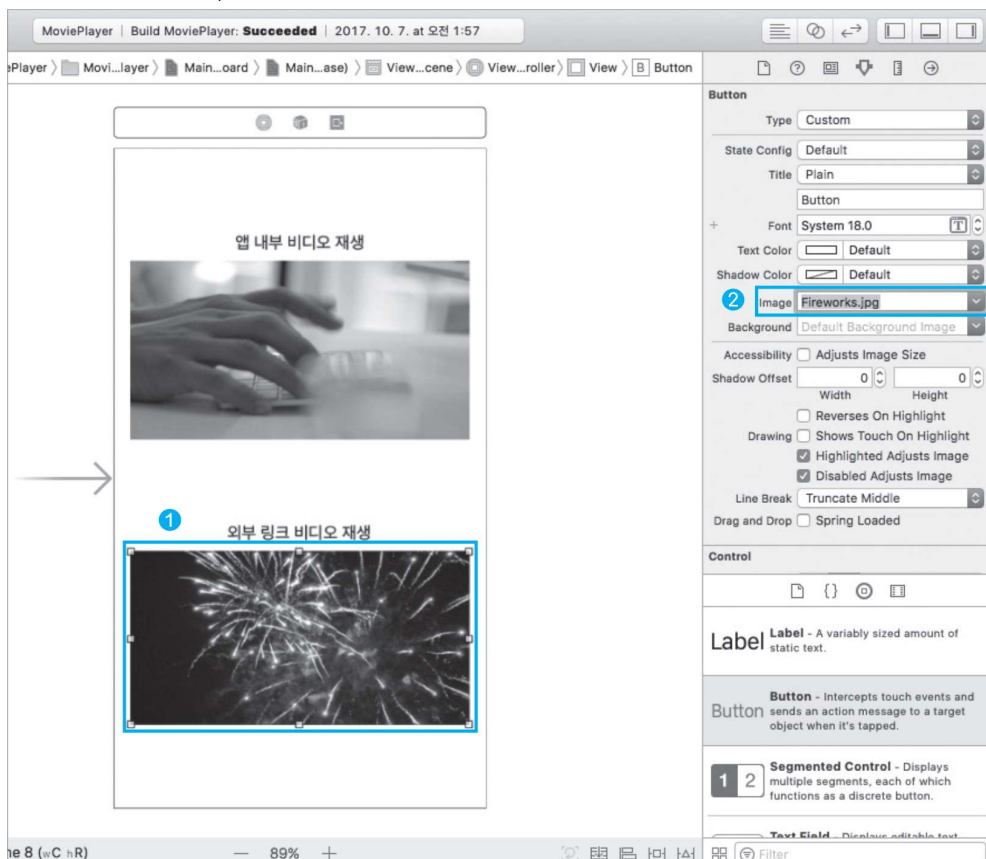 MoviePlayer | Build MoviePlayer: Succeeded | 2017. 10. 7. at 오전 1:57
ePlayer 〉 Movi...layer 〉 Main...oard 〉 Main...ase) 〉 View...cene 〉 View...roller 〉 View 〉 B Button
앱 내부 비디오 재생
1
외부 링크 비디오 재생
ne 8 (wC hR)
— 89% +
Button
Type Custom
State Config Default
Title Plain
Button
+ Font System 18.0 T
Text Color Default
Shadow Color Default
2 Image Fireworks.jpg
Background Default Background Image
Accessibility Adjusts Image Size
Shadow Offset 0 0
Width Height
Reverses On Highlight
Drawing Shows Touch On Highlight
Highlighted Adjusts Image
Disabled Adjusts Image
Line Break Truncate Middle
Drag and Drop Spring Loaded
Control
{}
Label Label - A variably sized amount of
static text.
Button - Intercepts touch events and
Button sends an action message to a target
object when it's tapped.
Segmented Control - Displays
1 2 multiple segments, each of which
functions as a discrete button.
Text Field - Displays editable text
Filter